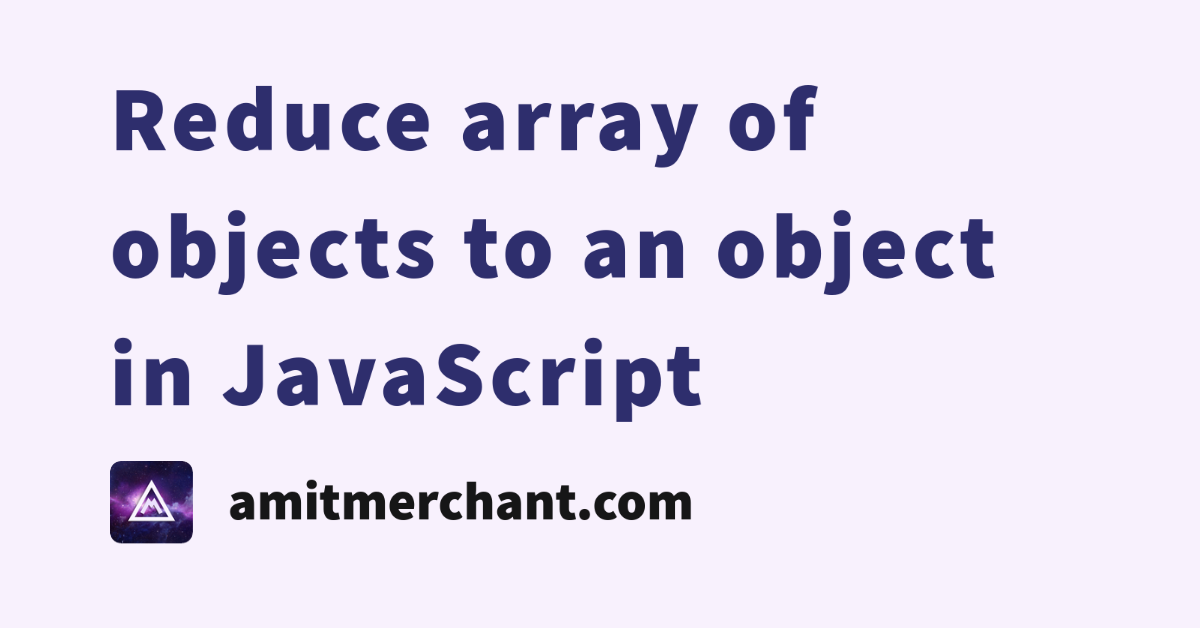 Reduce array of
objects to an object
in JavaScript
amitmerchant.com